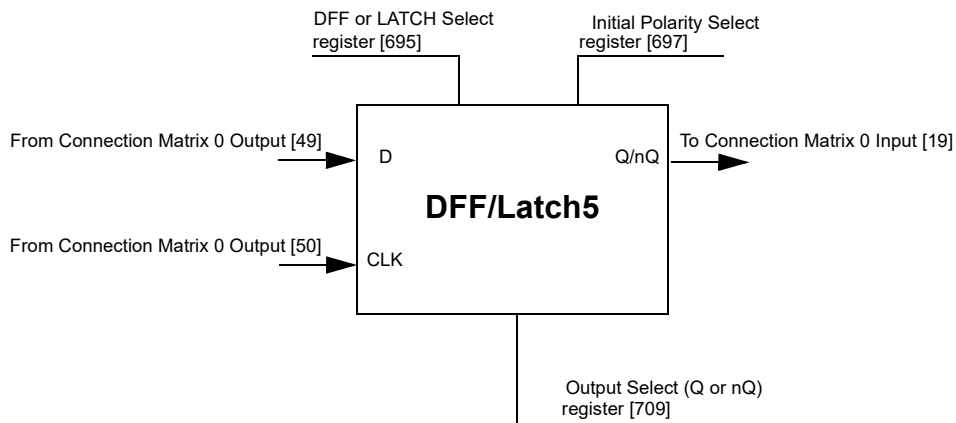 DFF or LATCH Select
register [695]
Initial Polarity Select
register [697]
From Connection Matrix 0 Output [49]
D
Q/nQ
To Connection Matrix 0 Input [19]
DFF/Latch5
From Connection Matrix 0 Output [50]
CLK
Output Select (Q or nQ)
register [709]